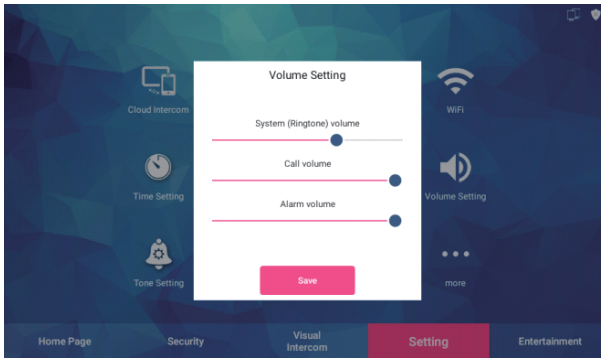 Volume Setting
Cloud Intercom
System (Ringtone) volume
WiFi
Call volume
Time Setting
Volume Setting
Alarm volume
Tone Setting
Save
more
Home Page
Security
Visual
Intercom
Setting
Entertainment